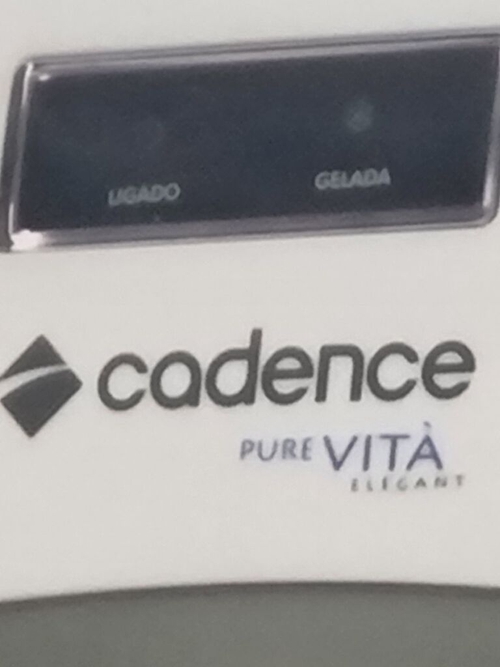 LIGADO GELADA
cadence
PURE VITÀ
ELEGANT